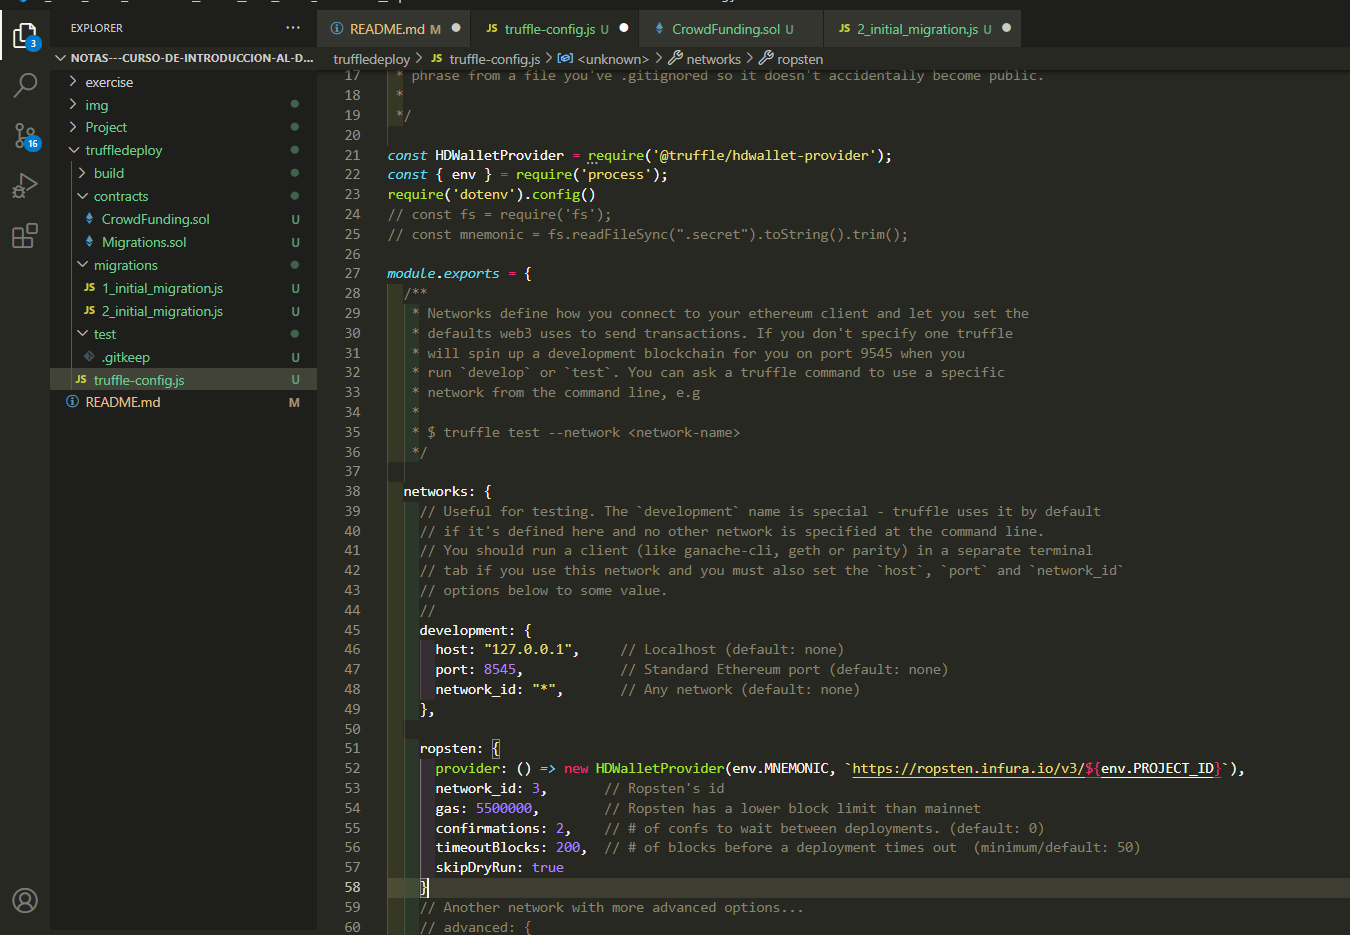 EXPLORER
···
README.md M
JS truffle-config.js U
CrowdFunding.sol U
JS 2_initial_migration.js U
NOTAS---CURSO-DE-INTRODUCCION-AL-D...
truffledeploy > JS truffle-config.js > <unknown> > networks > ropsten
3
16
exercise
img
Project
truffledeploy
build
contracts
CrowdFunding.sol U
Migrations.sol U
migrations
JS 1_initial_migration.js U
JS 2_initial_migration.js U
test
.gitkeep U
JS truffle-config.js U
README.md M
17 * phrase from a file you've .gitignored so it doesn't accidentally become public.
18 *
19 */
20
21 const HDWalletProvider = require('@truffle/hdwallet-provider');
22 const { env } = require('process');
23 require('dotenv').config()
24 // const fs = require('fs');
25 // const mnemonic = fs.readFileSync(".secret").toString().trim();
26
27 module.exports = {
28 /**
29 * Networks define how you connect to your ethereum client and let you set the
30 * defaults web3 uses to send transactions. If you don't specify one truffle
31 * will spin up a development blockchain for you on port 9545 when you
32 * run `develop` or `test`. You can ask a truffle command to use a specific
33 * network from the command line, e.g
34 *
35 * $ truffle test --network <network-name>
36 */
37
38 networks: {
39 // Useful for testing. The `development` name is special - truffle uses it by default
40 // if it's defined here and no other network is specified at the command line.
41 // You should run a client (like ganache-cli, geth or parity) in a separate terminal
42 // tab if you use this network and you must also set the `host`, `port` and `network_id`
43 // options below to some value.
44 //
45 development: {
46 host: "127.0.0.1", // Localhost (default: none)
47 port: 8545, // Standard Ethereum port (default: none)
48 network_id: "*", // Any network (default: none)
49 },
50
51 ropsten: {
52 provider: () => new HDWalletProvider(env.MNEMONIC, `https://ropsten.infura.io/v3/${env.PROJECT_ID}`),
53 network_id: 3, // Ropsten's id
54 gas: 5500000, // Ropsten has a lower block limit than mainnet
55 confirmations: 2, // # of confs to wait between deployments. (default: 0)
56 timeoutBlocks: 200, // # of blocks before a deployment times out (minimum/default: 50)
57 skipDryRun: true
58 }
59 // Another network with more advanced options...
60 // advanced: {